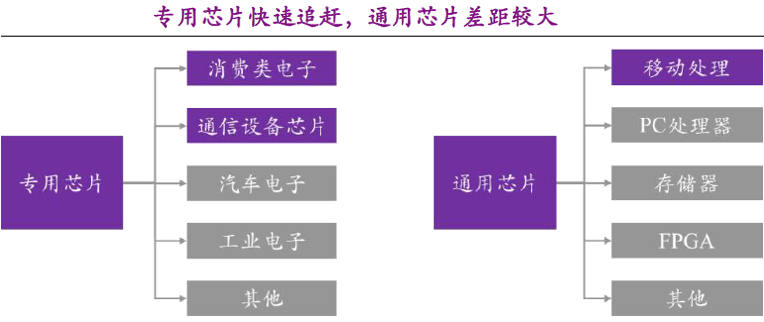 专用芯片快速追赶，通用芯片差距较大
专用芯片
消费类电子
通信设备芯片
汽车电子
工业电子
其他
通用芯片
移动处理
PC处理器
存储器
FPGA
其他